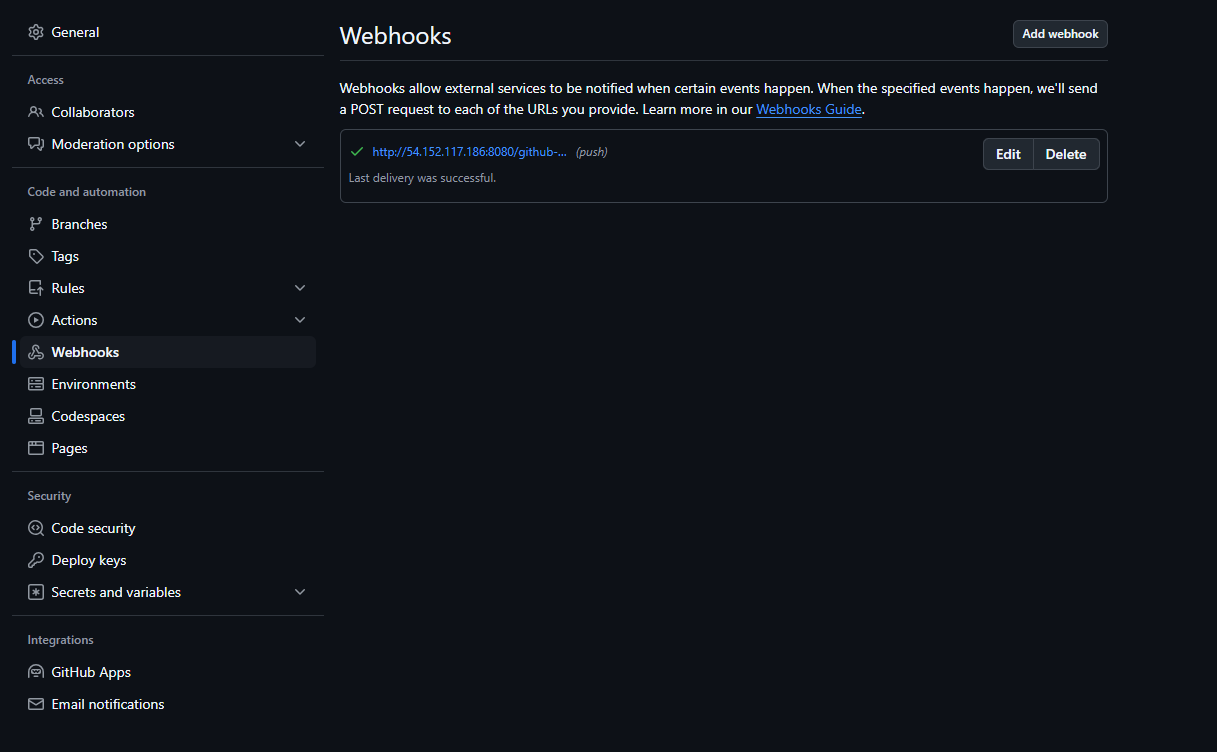 General
Access
Collaborators
Moderation options
Code and automation
Branches
Tags
Rules
Actions
Webhooks
Environments
Codespaces
Pages
Security
Code security
Deploy keys
Secrets and variables
Integrations
GitHub Apps
Email notifications
Webhooks
Add webhook
Webhooks allow external services to be notified when certain events happen. When the specified events happen, we'll send
a POST request to each of the URLs you provide. Learn more in our Webhooks Guide.
http://54.152.117.186:8080/github-... (push)
Edit
Delete
Last delivery was successful.